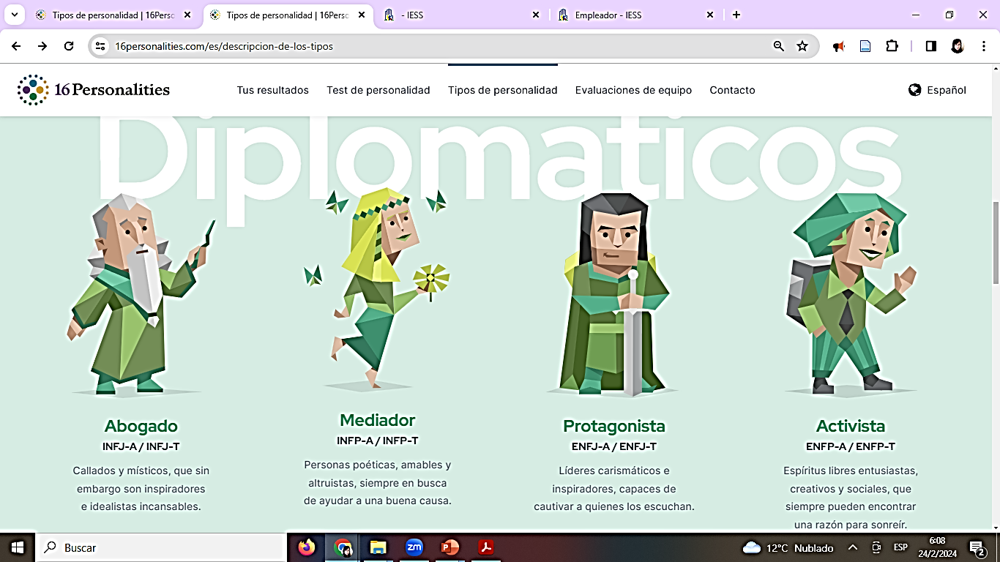 Tipos de personalidad | 16Perso
Tipos de personalidad | 16Perso
- IESS
Empleador - IESS
16personalities.com/es/descripcion-de-los-tipos
16Personalities
Tus resultados
Test de personalidad
Tipos de personalidad
Evaluaciones de equipo
Contacto
Español
Diplomáticos
Abogado
INFJ-A / INFJ-T
Callados y místicos, que sin
embargo son inspiradores
e idealistas incansables.
Mediador
INFP-A / INFP-T
Personas poéticas, amables y
altruistas, siempre en busca
de ayudar a una buena causa.
Protagonista
ENFJ-A / ENFJ-T
Líderes carismáticos e
inspiradores, capaces de
cautivar a quienes los escuchan.
Activista
ENFP-A / ENFP-T
Espíritus libres entusiastas,
creativos y sociales, que
siempre pueden encontrar
una razón para sonreír.
Buscar
zm
12°C Nublado
ESP
6:08
24/2/2024
2